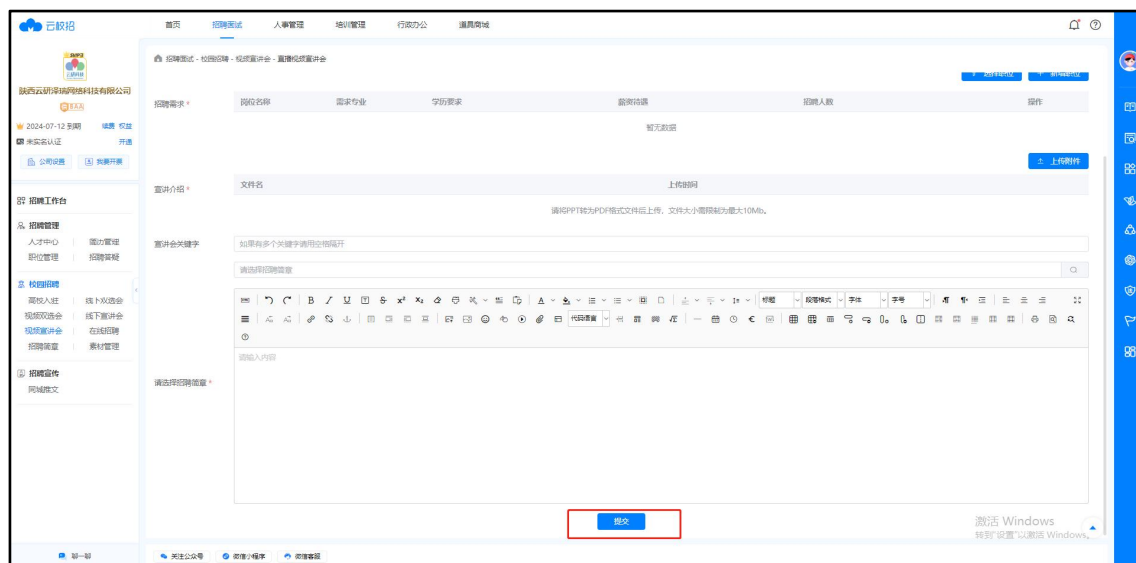 云校招
首页 招聘面试 人事管理 培训管理 行政办公 道具商城
招聘面试 - 校园招聘 - 视频宣讲会 - 直播视频宣讲会
陕西云研泽瑞网络科技有限公司
2024-07-12 到期 续费 权益
未实名认证 开通
公司设置 我要开票
招聘工作台
招聘管理
人才中心 简历管理
职位管理 招聘答疑
校园招聘
高校入驻 线下双选会
视频双选会 线下宣讲会
视频宣讲会 在线招聘
招聘简章 素材管理
招聘宣传
同城推文
聊一聊
选择职位 新增职位
招聘需求 *
岗位名称 需求专业 学历要求 薪资待遇 招聘人数 操作
暂无数据
上传附件
宣讲介绍 *
文件名 上传时间
请将PPT转为PDF格式文件后上传，文件大小需限制为最大10Mb。
宣讲会关键字
如果有多个关键字请用空格隔开
请选择招聘简章
标题 段落格式 字体 字号
代码语言
请输入内容
请选择招聘简章 *
提交
激活 Windows
转到"设置"以激活 Windows。
关注公众号 微信小程序 微信客服